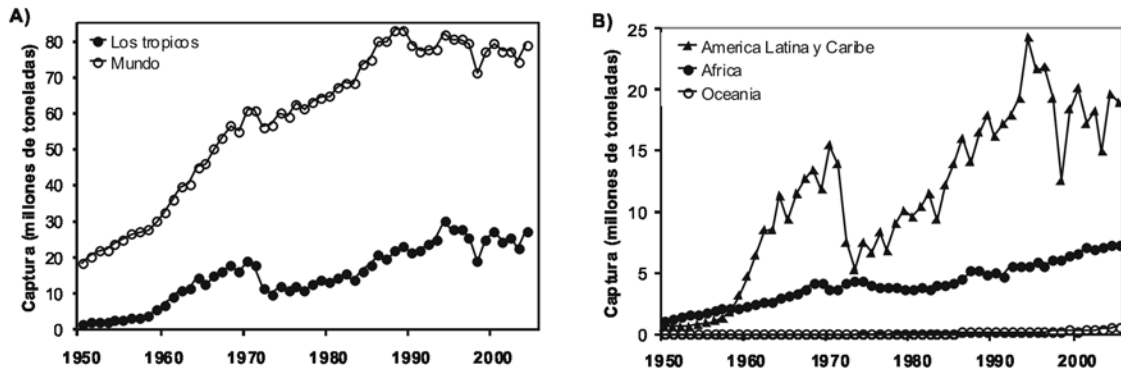 A)
Captura (millones de toneladas)
80
70
60
50
40
30
20
10
0
Los tropicos
Mundo
1950 1960 1970 1980 1990 2000
B)
Captura (millones de toneladas)
25
20
15
10
5
0
America Latina y Caribe
Africa
Oceania
1950 1960 1970 1980 1990 2000